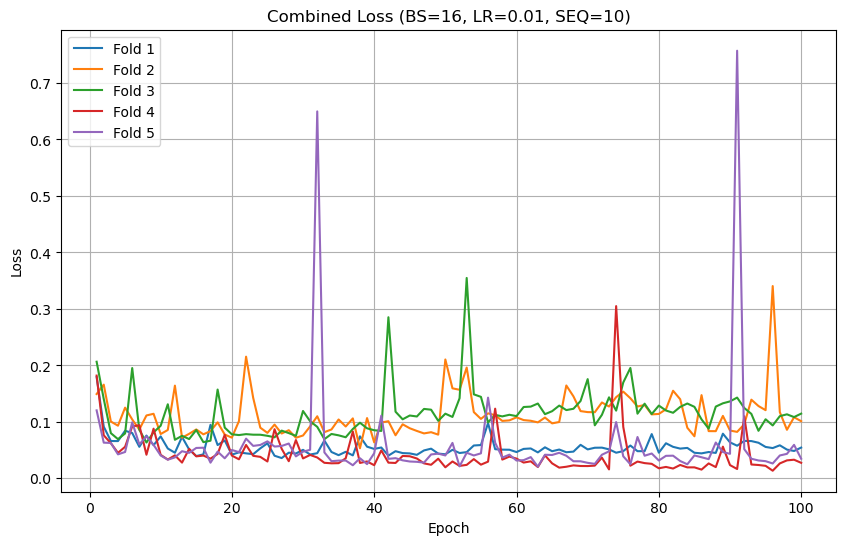 Combined Loss (BS=16, LR=0.01, SEQ=10)
Fold 1
Fold 2
Fold 3
Fold 4
Fold 5
Loss
0.7
0.6
0.5
0.4
0.3
0.2
0.1
0.0
0 20 40 60 80 100
Epoch